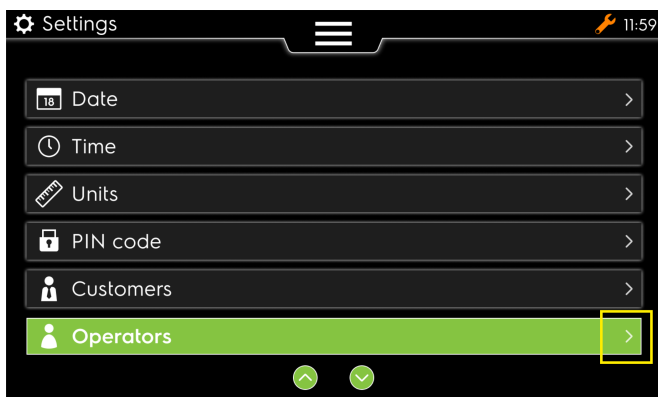 Settings
11:59
18 Date
Time
Units
PIN code
Customers
Operators